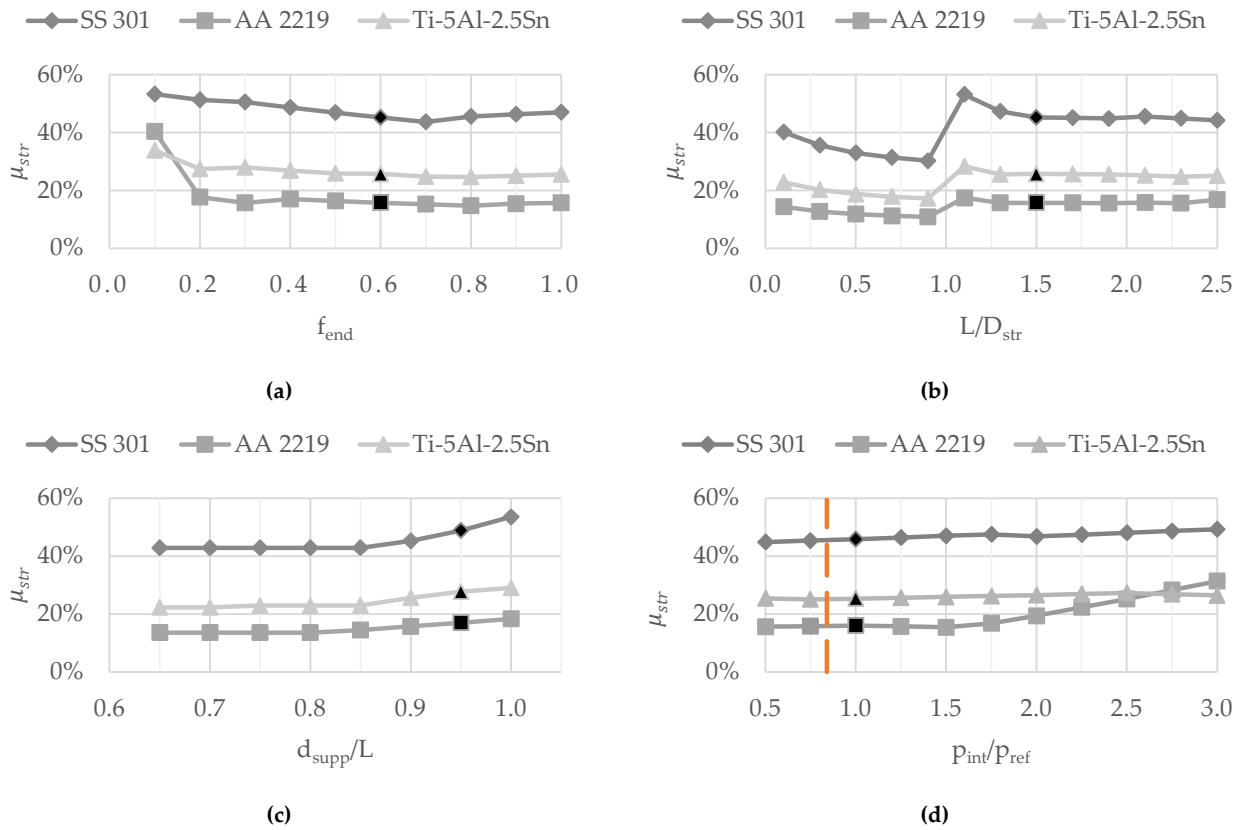 SS 301 AA 2219 Ti-5Al-2.5Sn
60%
40%
20%
0%
μstr
0.0 0.2 0.4 0.6 0.8 1.0
fend
(a)
SS 301 AA 2219 Ti-5Al-2.5Sn
60%
40%
20%
0%
μstr
0.0 0.5 1.0 1.5 2.0 2.5
L/Dstr
(b)
SS 301 AA 2219 Ti-5Al-2.5Sn
60%
40%
20%
0%
μstr
0.6 0.7 0.8 0.9 1.0
dsupp/L
(c)
SS 301 AA 2219 Ti-5Al-2.5Sn
60%
40%
20%
0%
μstr
0.5 1.0 1.5 2.0 2.5 3.0
pint/pref
(d)